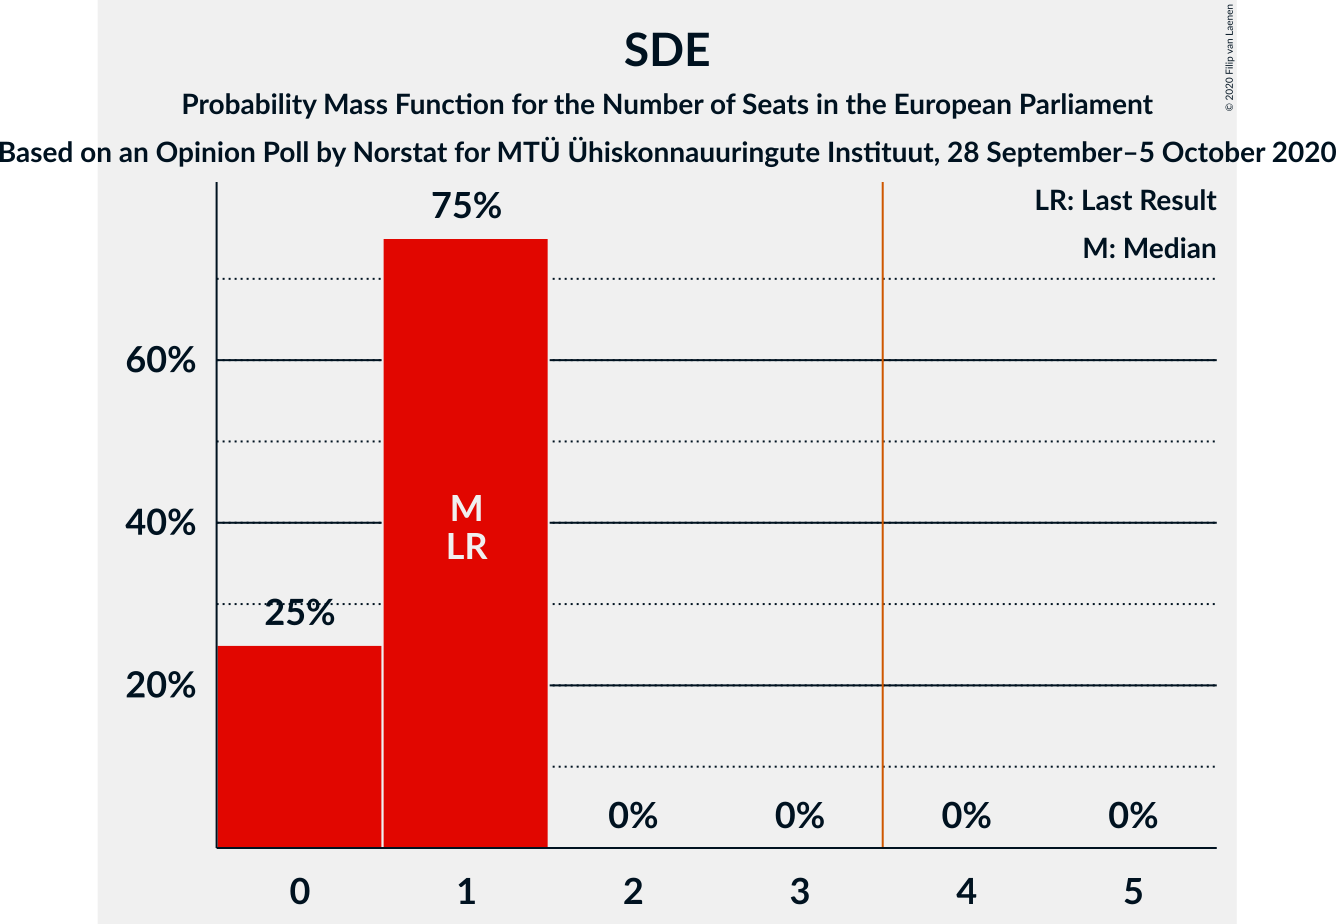 SDE
Probability Mass Function for the Number of Seats in the European Parliament
Based on an Opinion Poll by Norstat for MTÜ Ühiskonnauuringute Instituut, 28 September–5 October 2020
© 2020 Filip van Laenen
LR: Last Result
M: Median
75%
60%
40%
M
LR
25%
20%
0% 0% 0% 0%
0 1 2 3 4 5